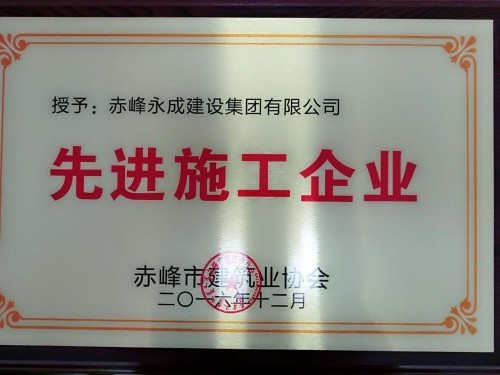 授予：赤峰永成建设集团有限公司
先进施工企业
赤峰市建筑业协会
二〇一六年十二月